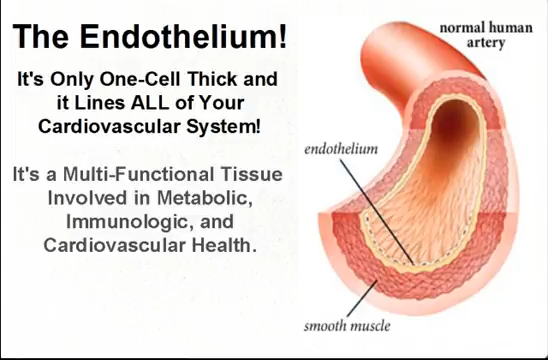 The Endothelium!
It's Only One-Cell Thick and
it Lines ALL of Your
Cardiovascular System!
It's a Multi-Functional Tissue
Involved in Metabolic,
Immunologic, and
Cardiovascular Health.
normal human
artery
endothelium
smooth muscle